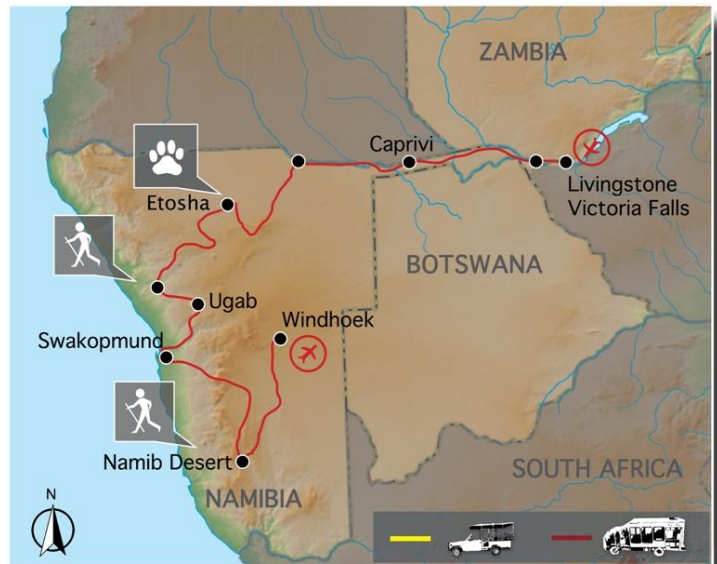 ZAMBIA
Caprivi
Livingstone
Victoria Falls
Etosha
BOTSWANA
Ugab
Windhoek
Swakopmund
Namib Desert
SOUTH AFRICA
NAMIBIA
N